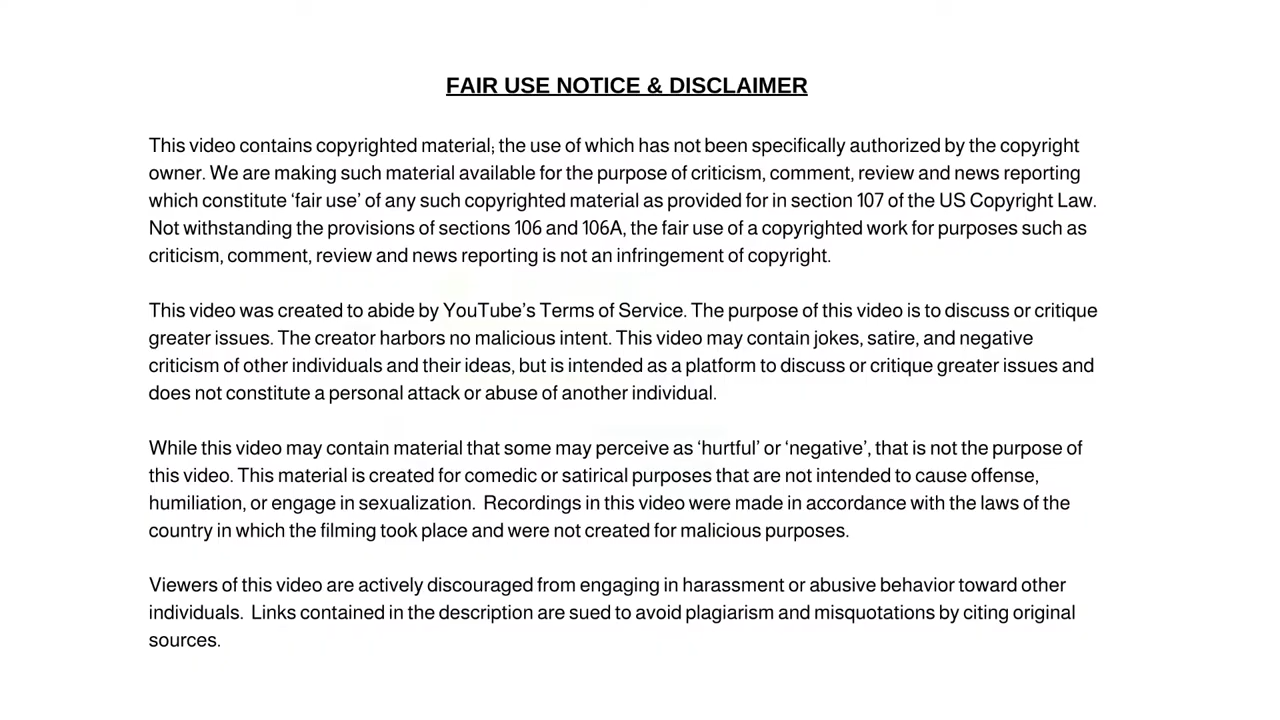 FAIR USE NOTICE & DISCLAIMER
This video contains copyrighted material; the use of which has not been specifically authorized by the copyright
owner. We are making such material available for the purpose of criticism, comment, review and news reporting
which constitute ‘fair use’ of any such copyrighted material as provided for in section 107 of the US Copyright Law.
Not withstanding the provisions of sections 106 and 106A, the fair use of a copyrighted work for purposes such as
criticism, comment, review and news reporting is not an infringement of copyright.
This video was created to abide by YouTube’s Terms of Service. The purpose of this video is to discuss or critique
greater issues. The creator harbors no malicious intent. This video may contain jokes, satire, and negative
criticism of other individuals and their ideas, but is intended as a platform to discuss or critique greater issues and
does not constitute a personal attack or abuse of another individual.
While this video may contain material that some may perceive as ‘hurtful’ or ‘negative’, that is not the purpose of
this video. This material is created for comedic or satirical purposes that are not intended to cause offense,
humiliation, or engage in sexualization.  Recordings in this video were made in accordance with the laws of the
country in which the filming took place and were not created for malicious purposes.
Viewers of this video are actively discouraged from engaging in harassment or abusive behavior toward other
individuals.  Links contained in the description are sued to avoid plagiarism and misquotations by citing original
sources.